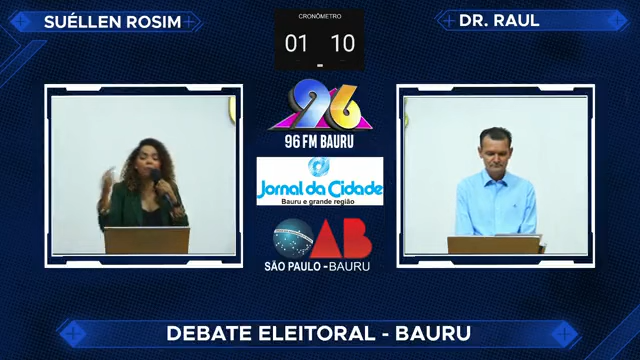 SUÉLLEN ROSIM
CRONÔMETRO
01 10
DR. RAUL
96
96 FM BAURU
Jornal da Cidade
Bauru e grande região
OAB
SÃO PAULO - BAURU
DEBATE ELEITORAL - BAURU